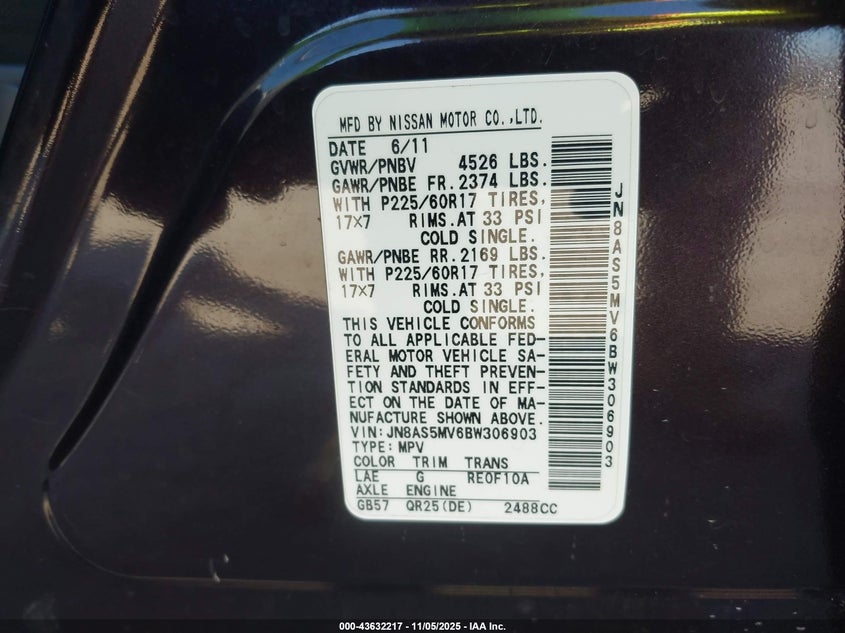 MFD BY NISSAN MOTOR CO.,LTD.
DATE 6/11
GVWR/PNBV 4526 LBS.
GAWR/PNBE FR. 2374 LBS.
WITH P225/60R17 TIRES,
17×7 RIMS.AT 33 PSI
COLD SINGLE.
GAWR/PNBE RR. 2169 LBS.
WITH P225/60R17 TIRES,
17×7 RIMS.AT 33 PSI
COLD SINGLE.
THIS VEHICLE CONFORMS
TO ALL APPLICABLE FED-
ERAL MOTOR VEHICLE SA-
FETY AND THEFT PREVEN-
TION STANDARDS IN EFF-
ECT ON THE DATE OF MA-
NUFACTURE SHOWN ABOVE.
VIN: JN8AS5MV6BW306903
TYPE: MPV
COLOR TRIM TRANS
LAE G RE0F10A
AXLE ENGINE
GB57 QR25(DE) 2488CC
JN8AS5MV6BW306903
000-43632217 - 11/05/2025 - IAA Inc.